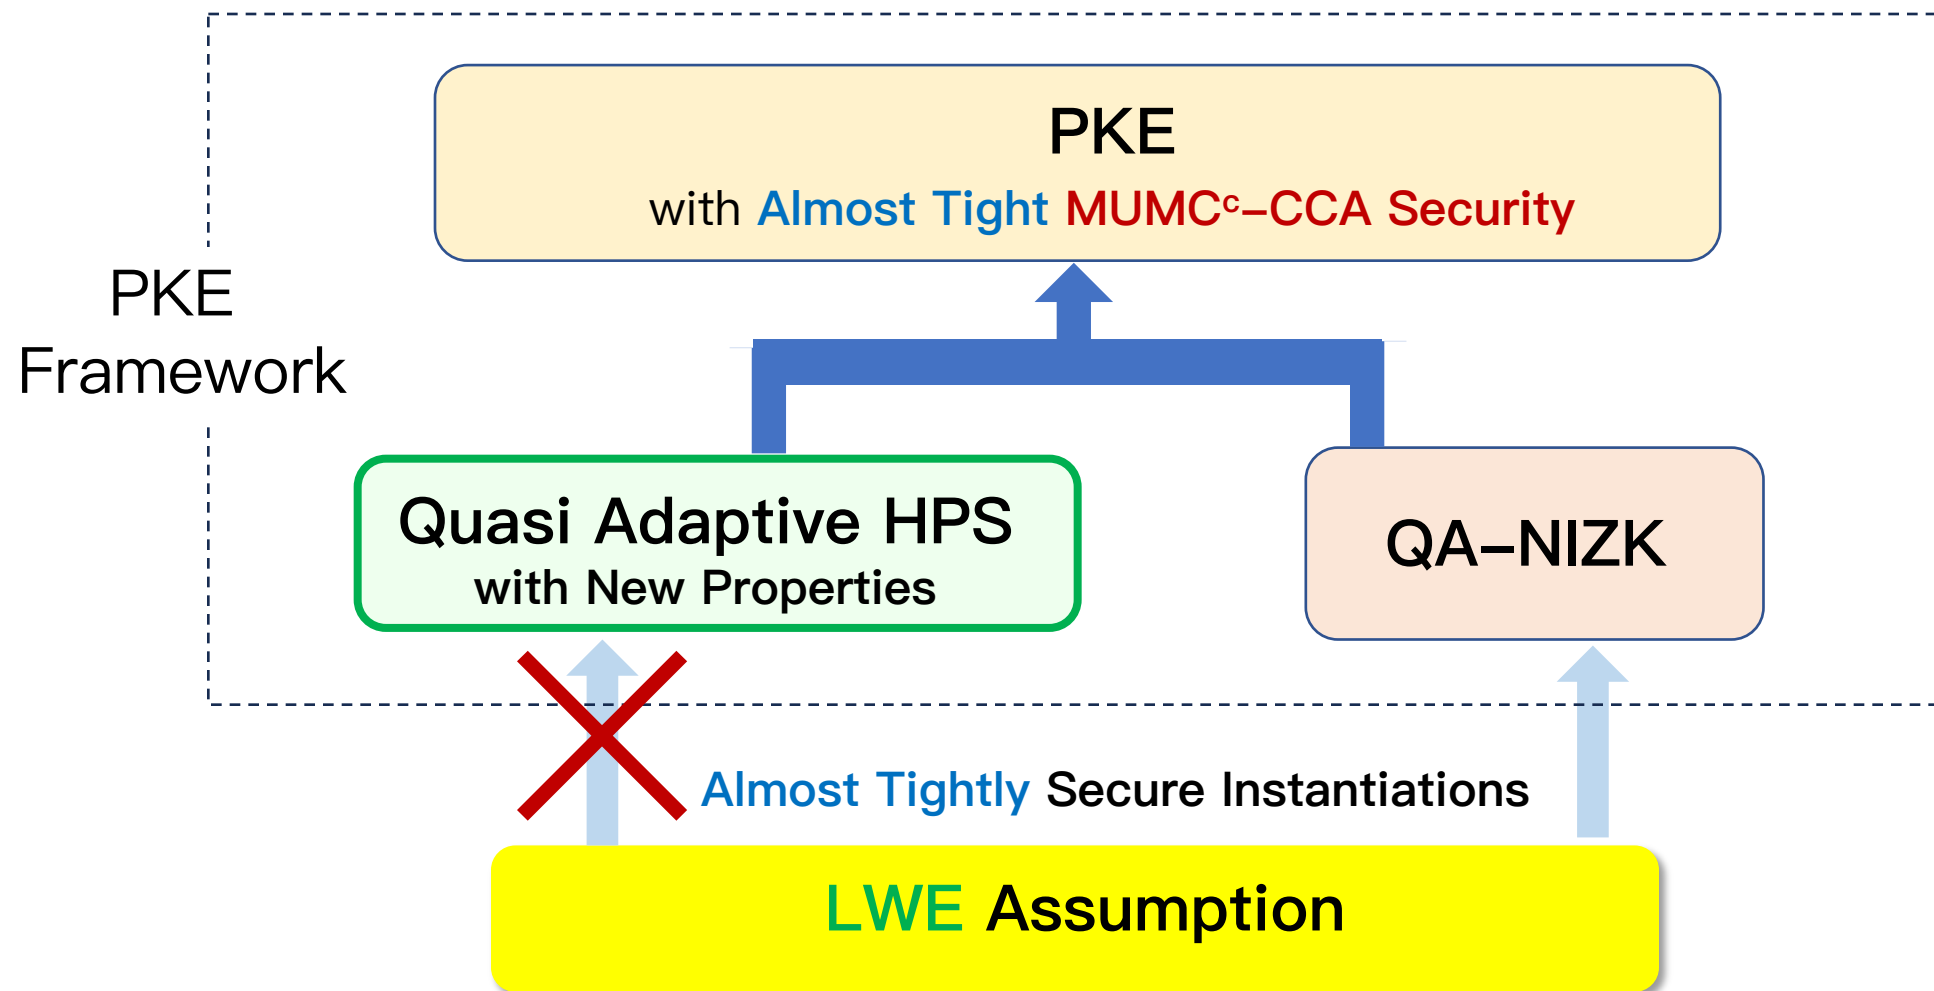 PKE
with Almost Tight MUMCᶜ-CCA Security
PKE
Framework
Quasi Adaptive HPS
with New Properties
QA-NIZK
Almost Tightly Secure Instantiations
LWE Assumption